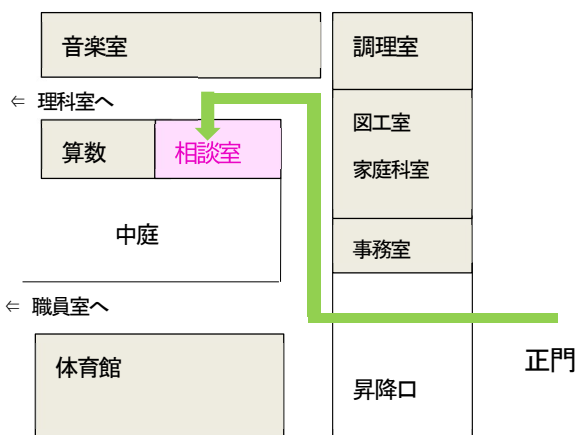 音楽室
調理室
⇐ 理科室へ
図工室
算数
相談室
家庭科室
中庭
事務室
⇐ 職員室へ
正門
体育館
昇降口